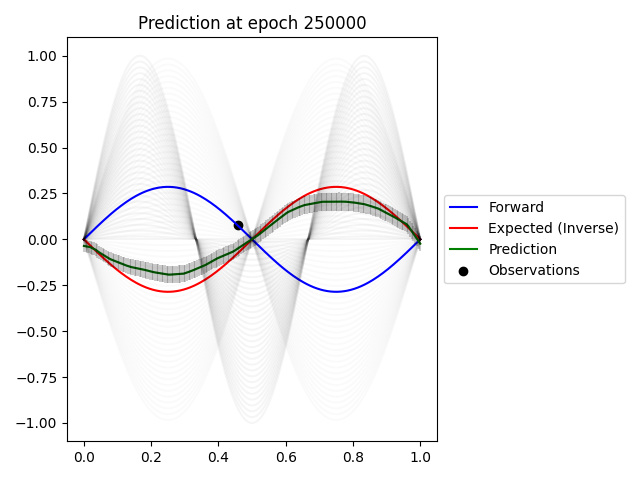 Prediction at epoch 250000
1.00
0.75
0.50
0.25
0.00
−0.25
−0.50
−0.75
−1.00
0.0 0.2 0.4 0.6 0.8 1.0
Forward
Expected (Inverse)
Prediction
Observations